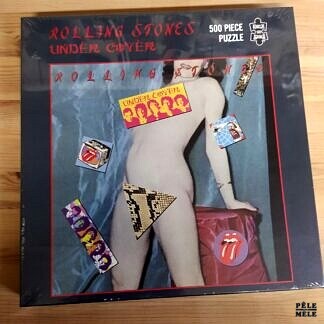 ROLLING STONES
UNDER COVER
500 PIECE
PUZZLE
ROLLING STONES
UNDER COVER
PÊLE
MÊLE